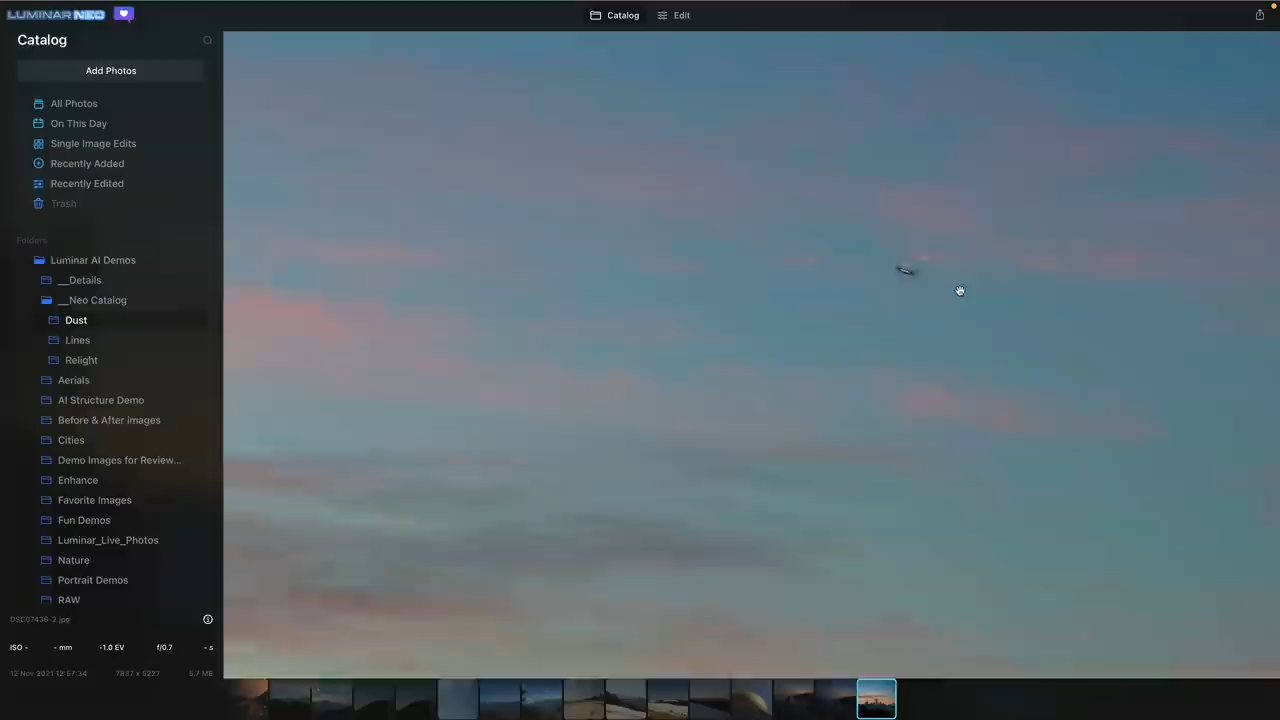 LUMINAR NEO
Catalog
Edit
Catalog
Add Photos
All Photos
On This Day
Single Image Edits
Recently Added
Recently Edited
Trash
Folders
Luminar AI Demos
__Details
__Neo Catalog
Dust
Lines
Relight
Aerials
AI Structure Demo
Before & After images
Cities
Demo Images for Review...
Enhance
Favorite Images
Fun Demos
Luminar_Live_Photos
Nature
Portrait Demos
RAW
DSC07436-2.jpg
ISO - - mm -1.0 EV f/0.7 - s
12 Nov 2021 12:57:34 7837 x 5227 5.7 MB